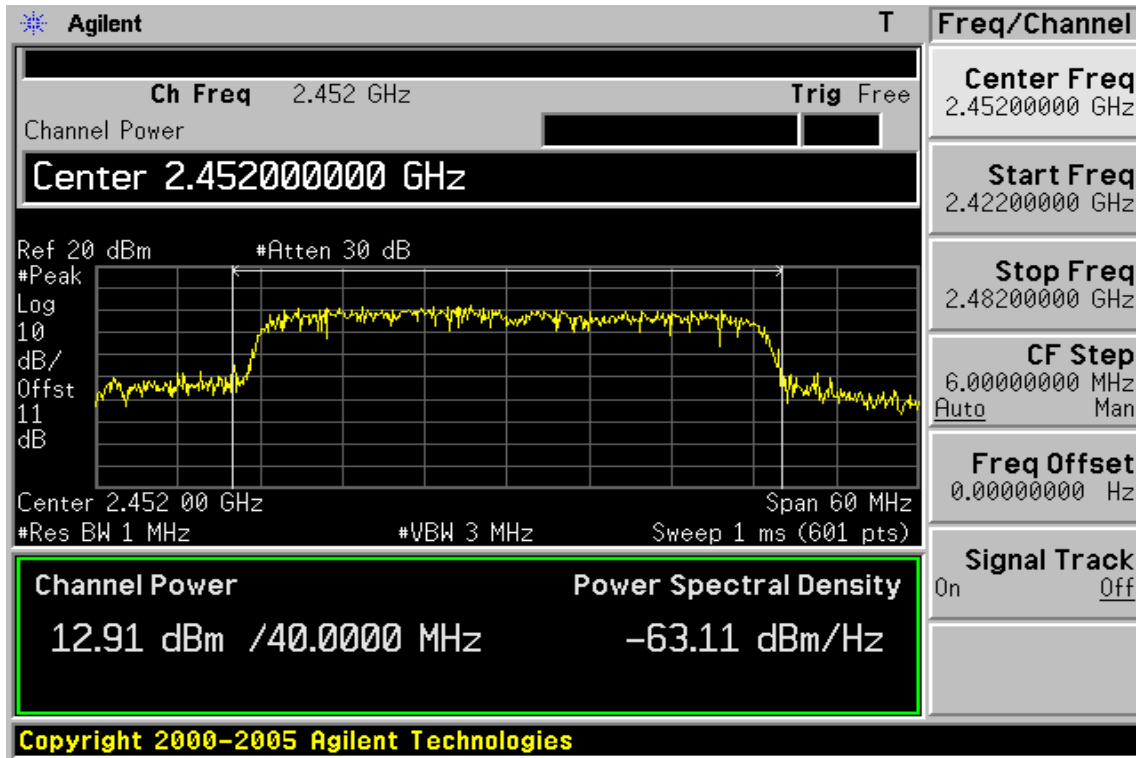 Agilent T
Ch Freq 2.452 GHz Trig Free
Channel Power
Center 2.452000000 GHz
Ref 20 dBm #Atten 30 dB
#Peak
Log
10
dB/
Offst
11
dB
Center 2.452 00 GHz Span 60 MHz
#Res BW 1 MHz #VBW 3 MHz Sweep 1 ms (601 pts)
Channel Power Power Spectral Density
12.91 dBm /40.0000 MHz -63.11 dBm/Hz
Copyright 2000-2005 Agilent Technologies
Freq/Channel
Center Freq
2.45200000 GHz
Start Freq
2.42200000 GHz
Stop Freq
2.48200000 GHz
CF Step
6.00000000 MHz
Auto Man
Freq Offset
0.00000000 Hz
Signal Track
On Off